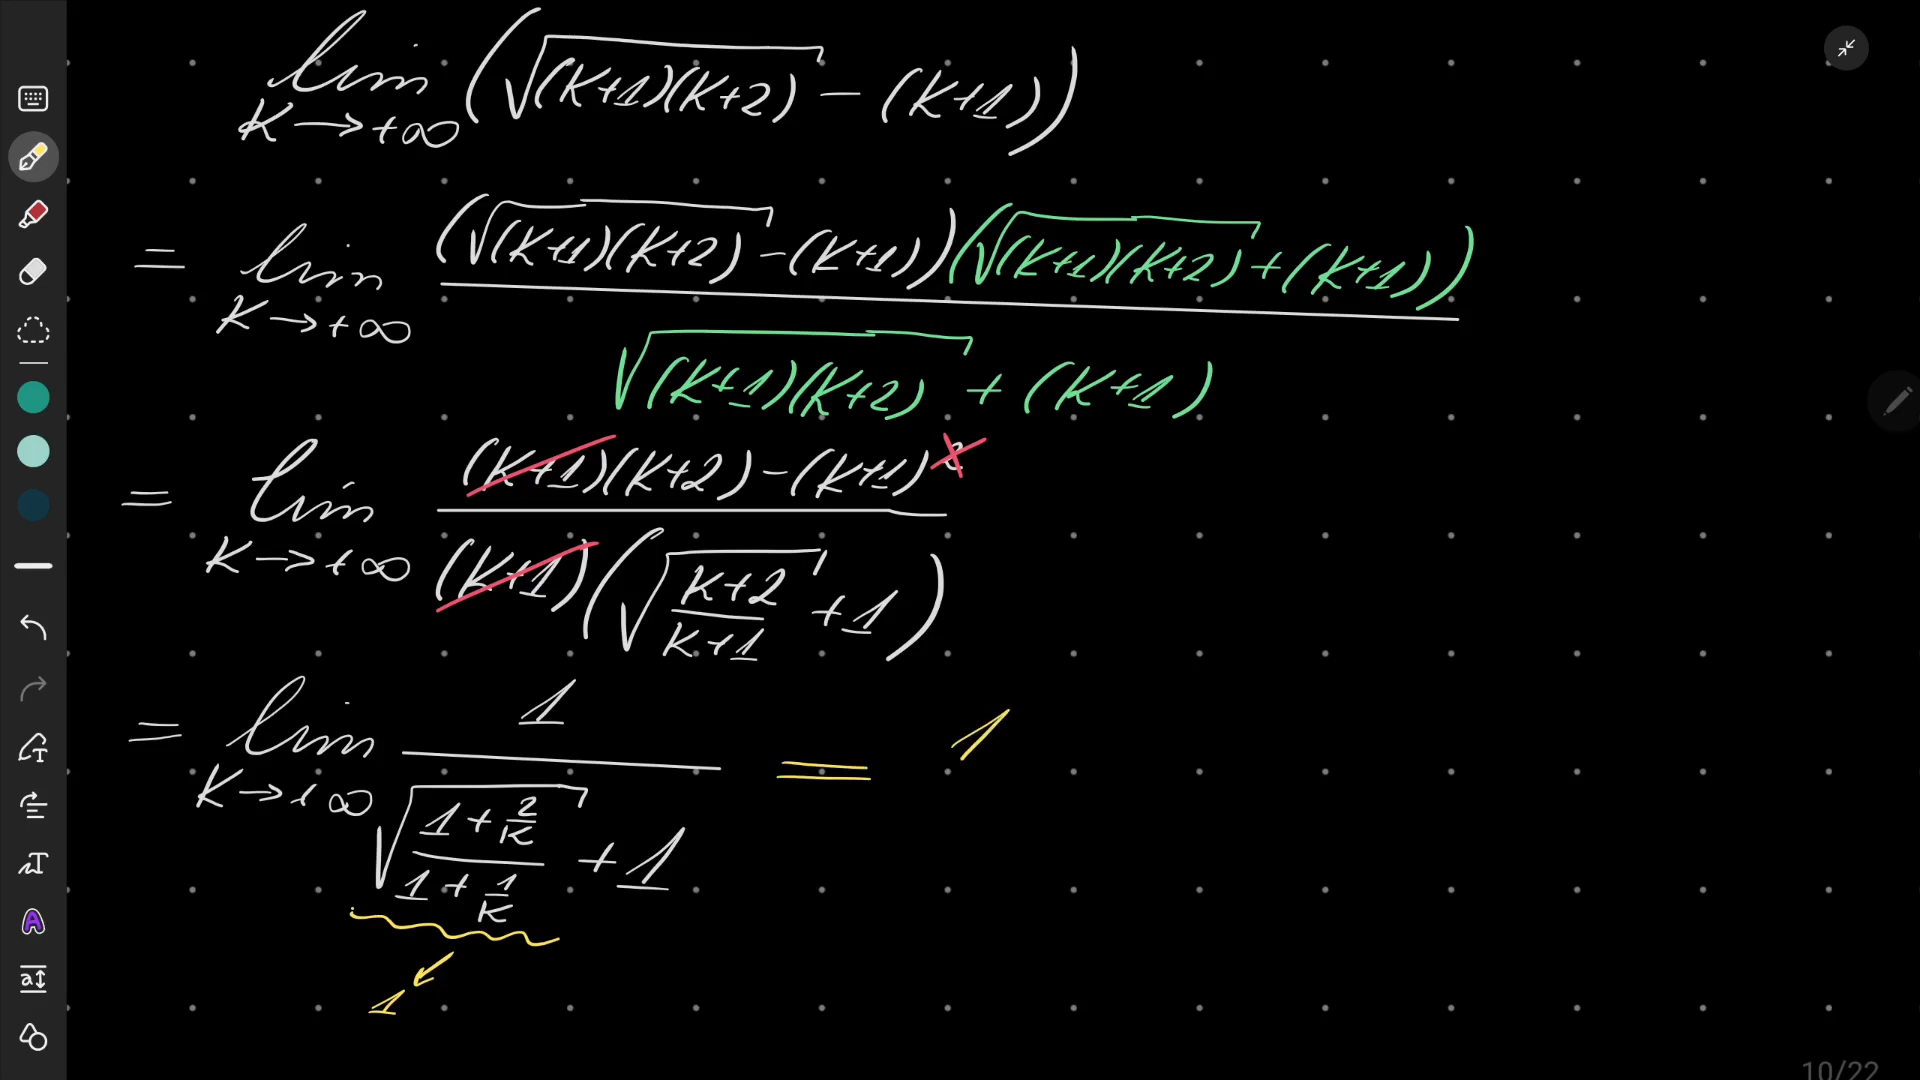 lim K→+∞ (√((K+1)(K+2)) − (K+1))
= lim K→+∞ ((√((K+1)(K+2)) − (K+1))(√((K+1)(K+2)) + (K+1))) / (√((K+1)(K+2)) + (K+1))
= lim K→+∞ ((K+1)(K+2) − (K+1)²) / ((K+1)(√((K+2)/(K+1)) + 1))
= lim K→+∞ 1 / (√((1+2/K)/(1+1/K)) + 1) = 1
1
10/22